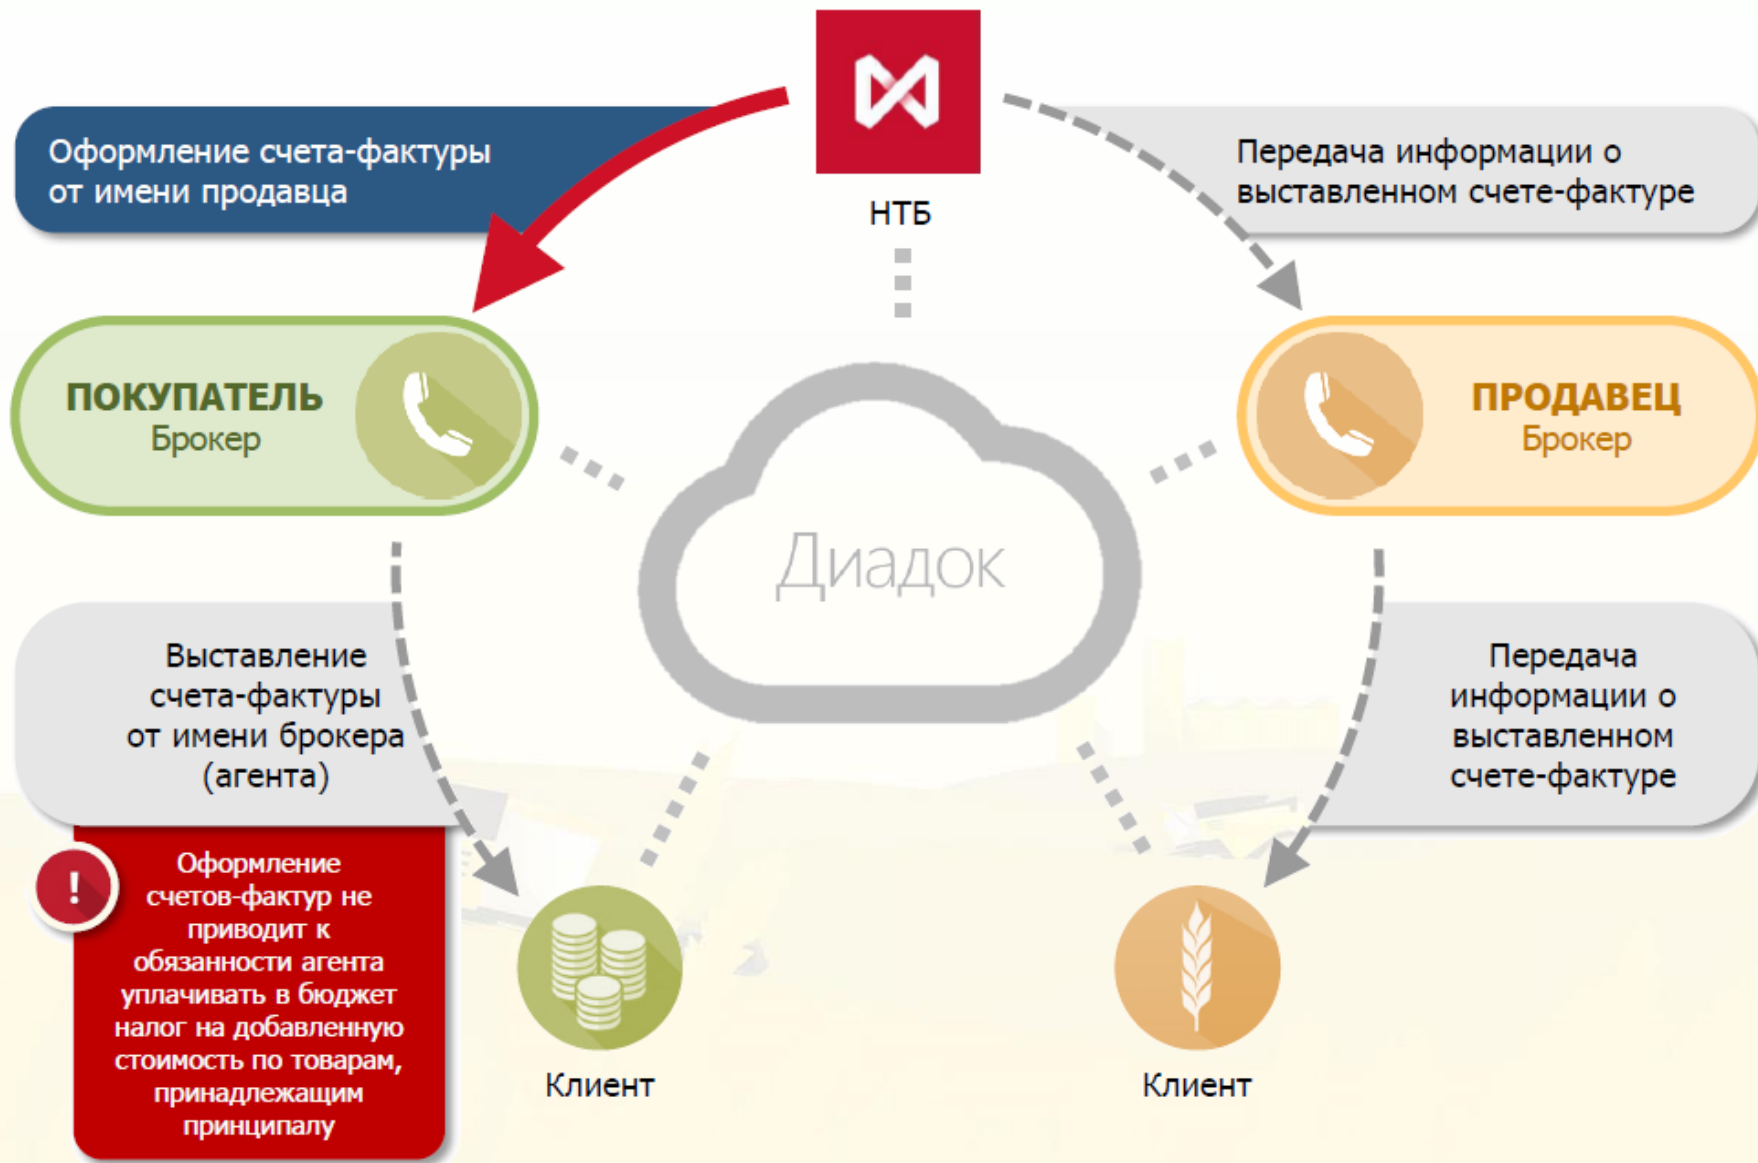 Оформление счета-фактуры
от имени продавца
НТБ
Передача информации о
выставленном счете-фактуре
ПОКУПАТЕЛЬ
Брокер
ПРОДАВЕЦ
Брокер
Диадок
Выставление
счета-фактуры
от имени брокера
(агента)
Передача
информации о
выставленном
счете-фактуре
!
Оформление
счетов-фактур не
приводит к
обязанности агента
уплачивать в бюджет
налог на добавленную
стоимость по товарам,
принадлежащим
принципалу
Клиент
Клиент